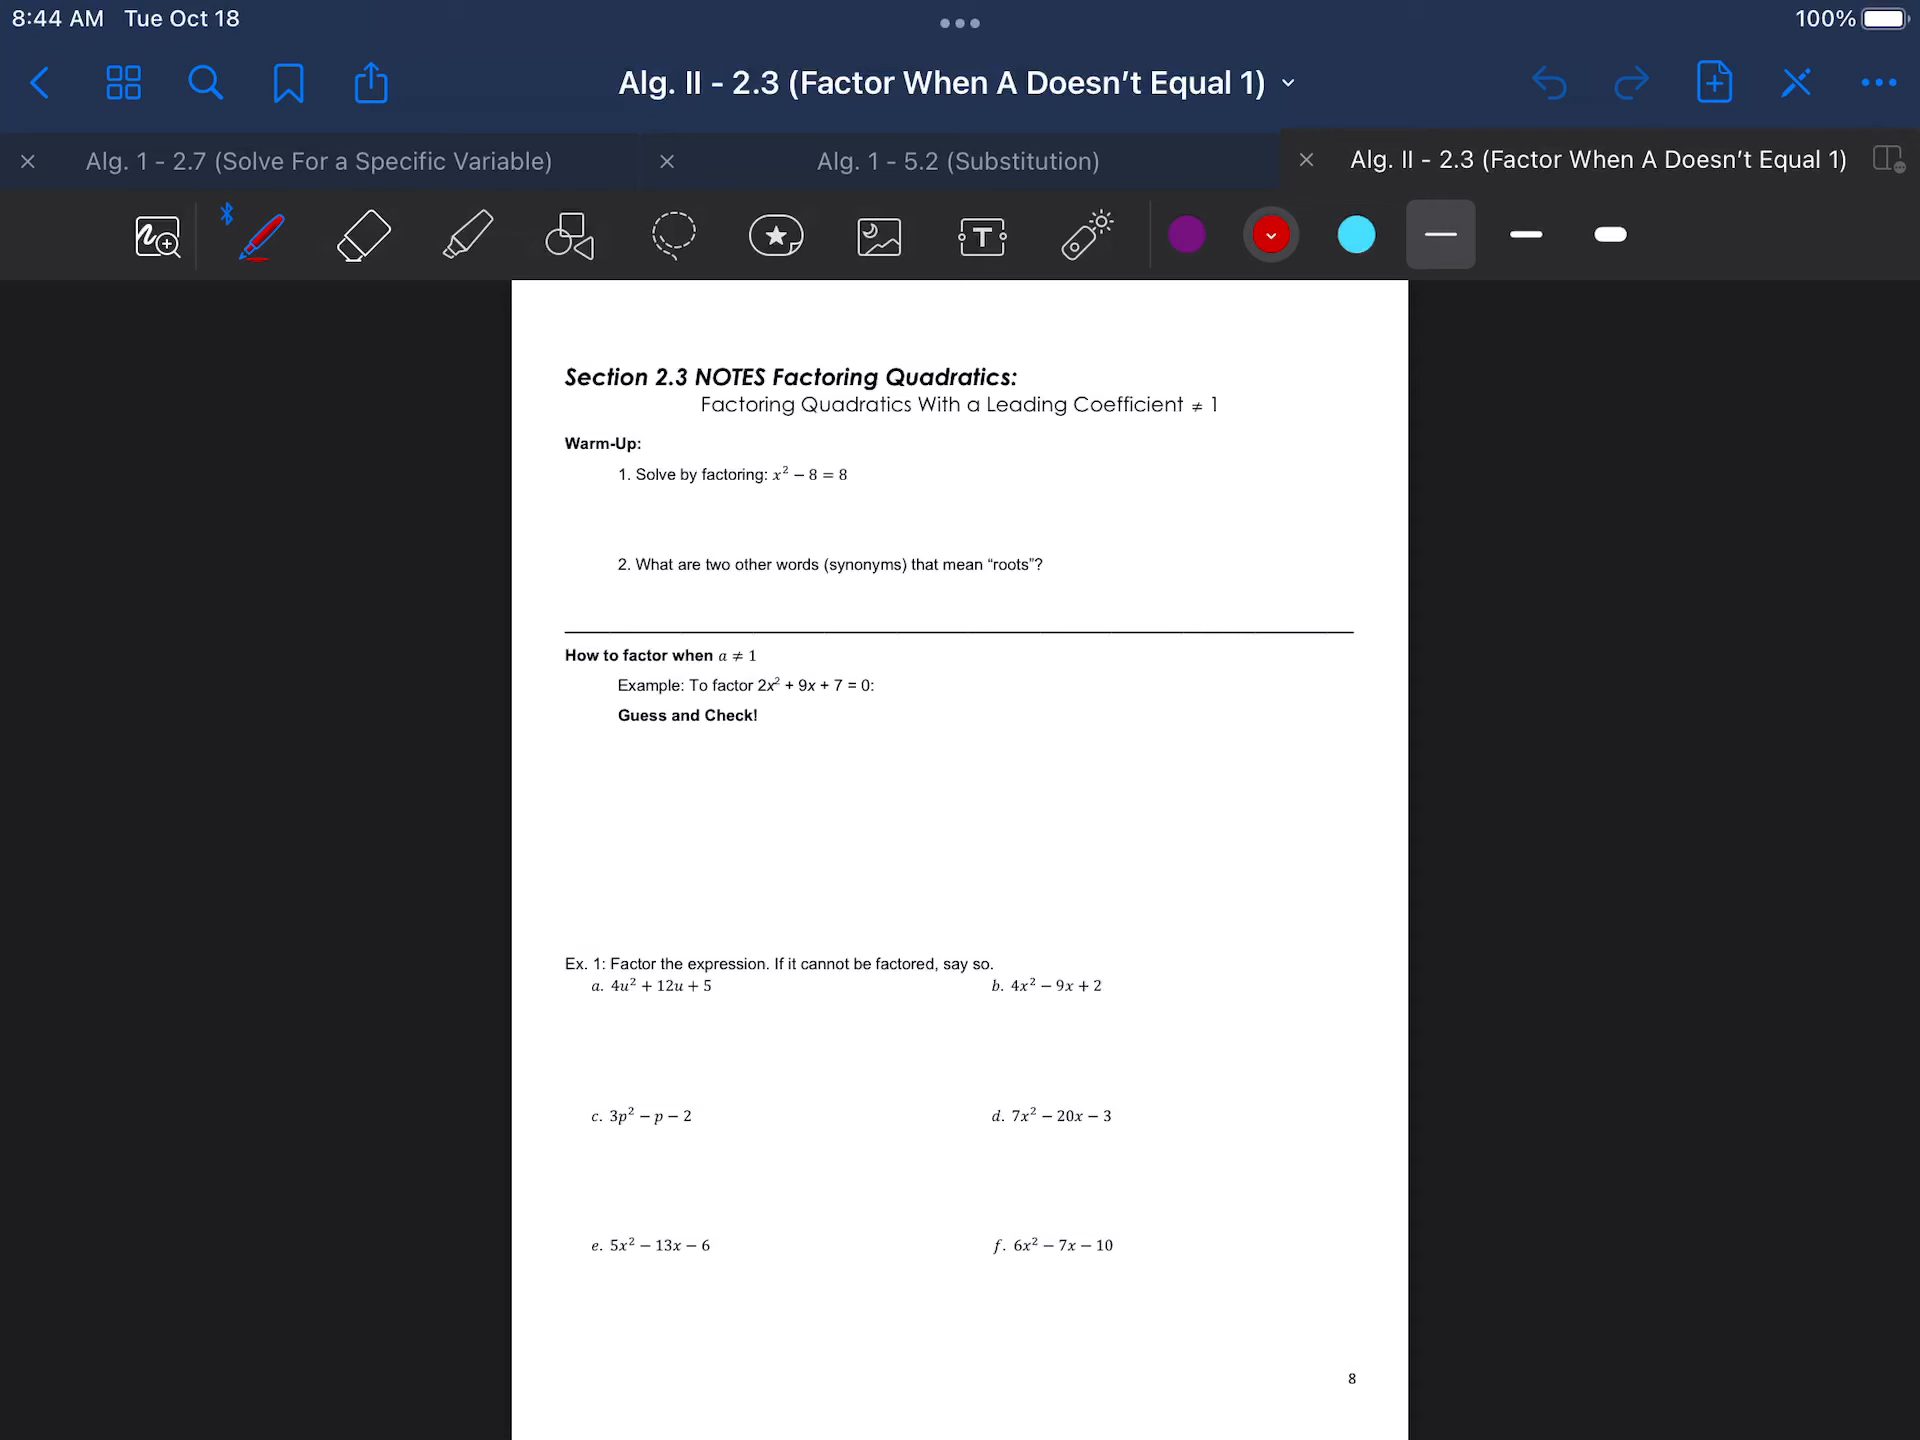 8:44 AM Tue Oct 18
100%
Alg. II - 2.3 (Factor When A Doesn't Equal 1)
Alg. 1 - 2.7 (Solve For a Specific Variable)
Alg. 1 - 5.2 (Substitution)
Alg. II - 2.3 (Factor When A Doesn't Equal 1)
Section 2.3 NOTES Factoring Quadratics:
Factoring Quadratics With a Leading Coefficient ≠ 1
Warm-Up:
1. Solve by factoring: x² − 8 = 8
2. What are two other words (synonyms) that mean “roots”?
How to factor when a ≠ 1
Example: To factor 2x² + 9x + 7 = 0:
Guess and Check!
Ex. 1: Factor the expression. If it cannot be factored, say so.
a. 4u² + 12u + 5
b. 4x² − 9x + 2
c. 3p² − p − 2
d. 7x² − 20x − 3
e. 5x² − 13x − 6
f. 6x² − 7x − 10
8